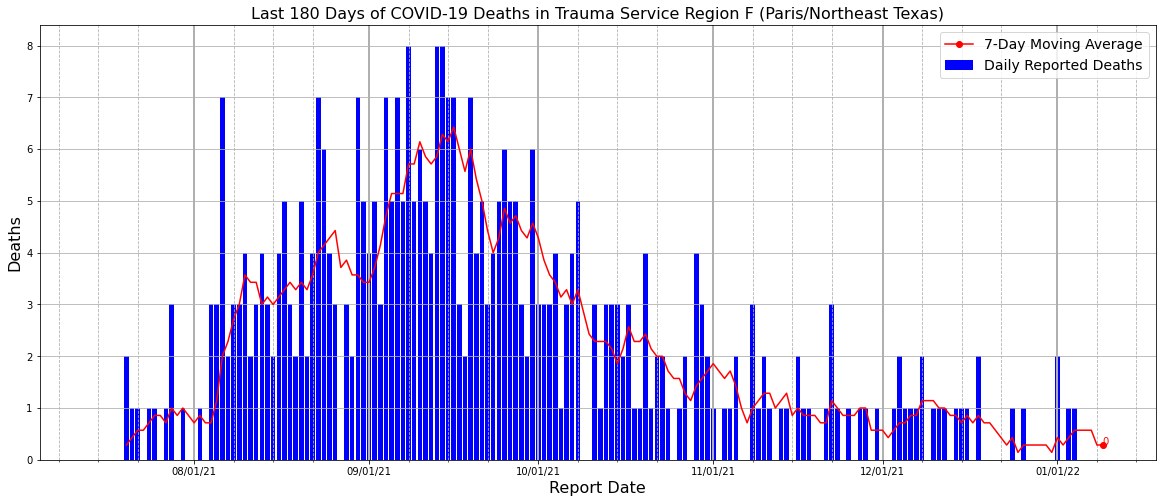 Last 180 Days of COVID-19 Deaths in Trauma Service Region F (Paris/Northeast Texas)
7-Day Moving Average
Daily Reported Deaths
Deaths
8
7
6
5
4
3
2
1
0
0
08/01/21 09/01/21 10/01/21 11/01/21 12/01/21 01/01/22
Report Date